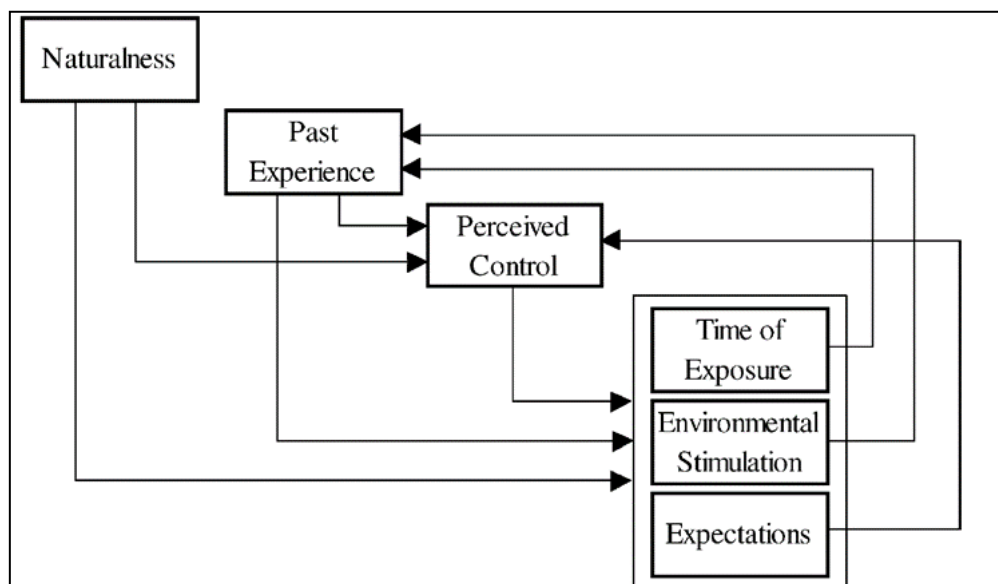 Naturalness
Past
Experience
Perceived
Control
Time of
Exposure
Environmental
Stimulation
Expectations